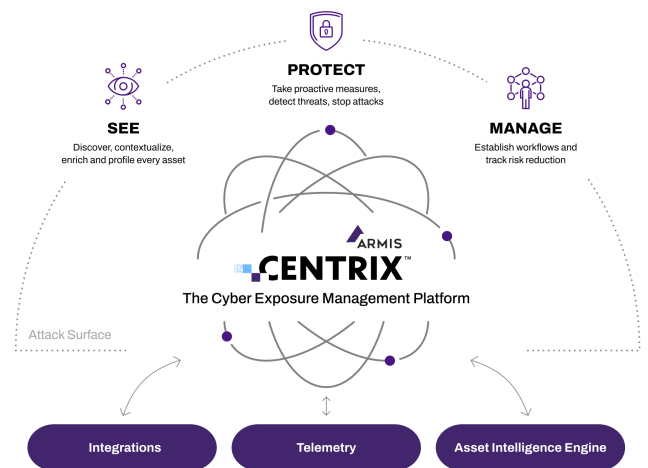 PROTECT
Take proactive measures,
detect threats, stop attacks
SEE
Discover, contextualize,
enrich and profile every asset
MANAGE
Establish workflows and
track risk reduction
ARMIS
CENTRIX™
The Cyber Exposure Management Platform
Attack Surface
Integrations
Telemetry
Asset Intelligence Engine